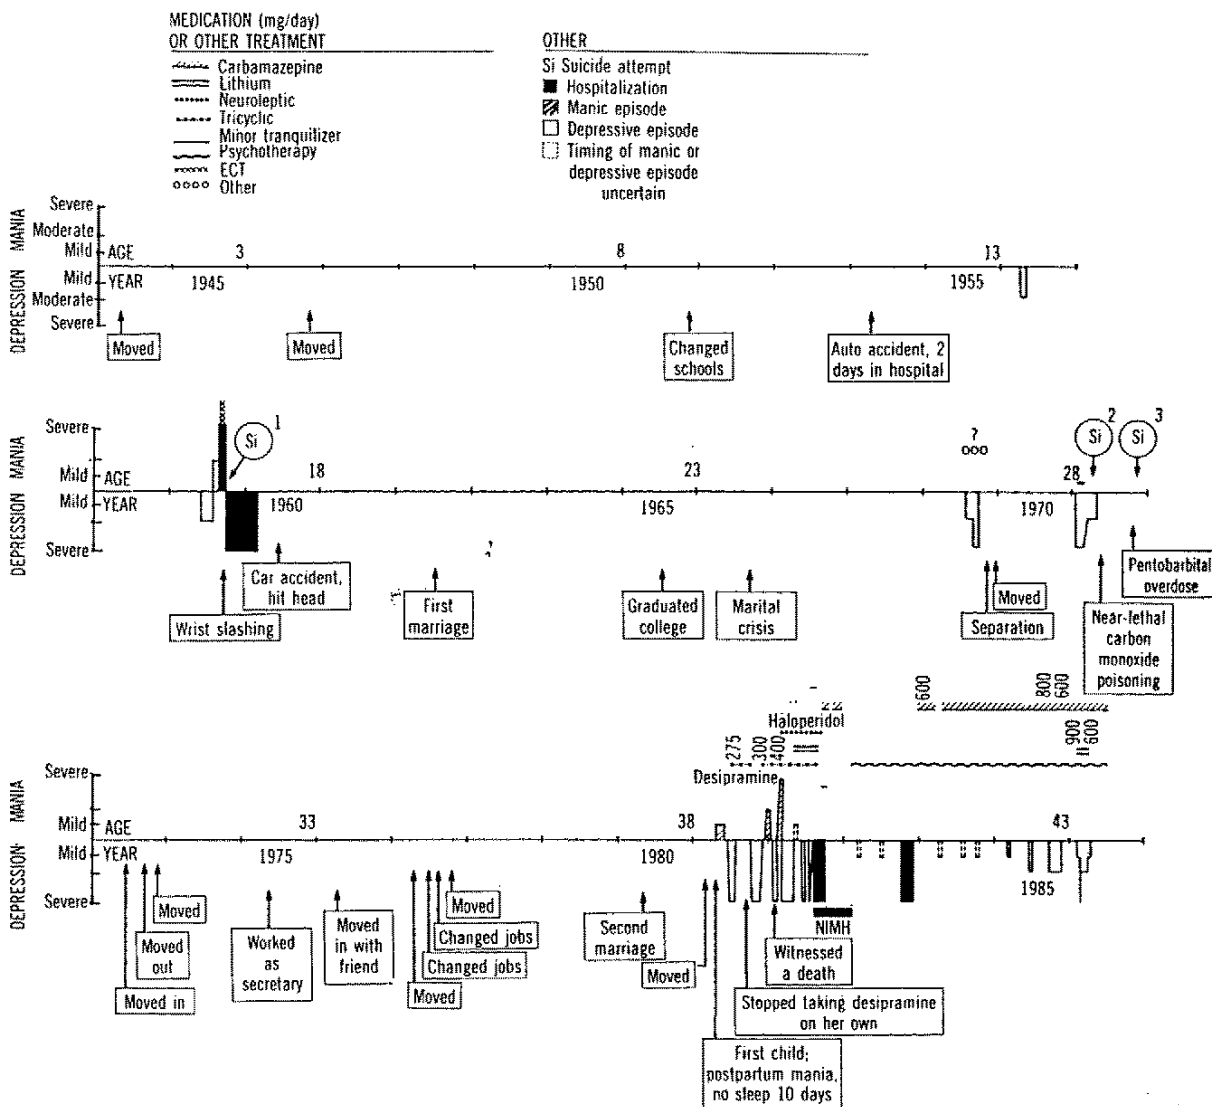 MEDICATION (mg/day)
OR OTHER TREATMENT
Carbamazepine
Lithium
Neuroleptic
Tricyclic
Minor tranquilizer
Psychotherapy
ECT
Other
OTHER
Si Suicide attempt
Hospitalization
Manic episode
Depressive episode
Timing of manic or
depressive episode
uncertain
DEPRESSION MANIA
Severe
Moderate
Mild
Mild
Moderate
Severe
AGE
3
8
13
YEAR
1945
1950
1955
Moved
Moved
Changed
schools
Auto accident, 2
days in hospital
DEPRESSION MANIA
Severe
Mild
Mild
Severe
Si
1
?
Si
2
Si
3
AGE
18
23
28
YEAR
1960
1965
1970
?
Wrist slashing
Car accident,
hit head
First
marriage
Graduated
college
Marital
crisis
Separation
Moved
Near-lethal
carbon
monoxide
poisoning
Pentobarbital
overdose
DEPRESSION MANIA
Severe
Mild
Mild
Severe
600
800
600
Haloperidol
275
300
400
900
600
Desipramine
AGE
33
38
43
YEAR
1975
1980
1985
NIMH
Moved in
Moved
out
Moved
Worked
as
secretary
Moved
in with
friend
Moved
Changed jobs
Changed jobs
Moved
Second
marriage
Moved
First child;
postpartum mania,
no sleep 10 days
Stopped taking desipramine
on her own
Witnessed
a death